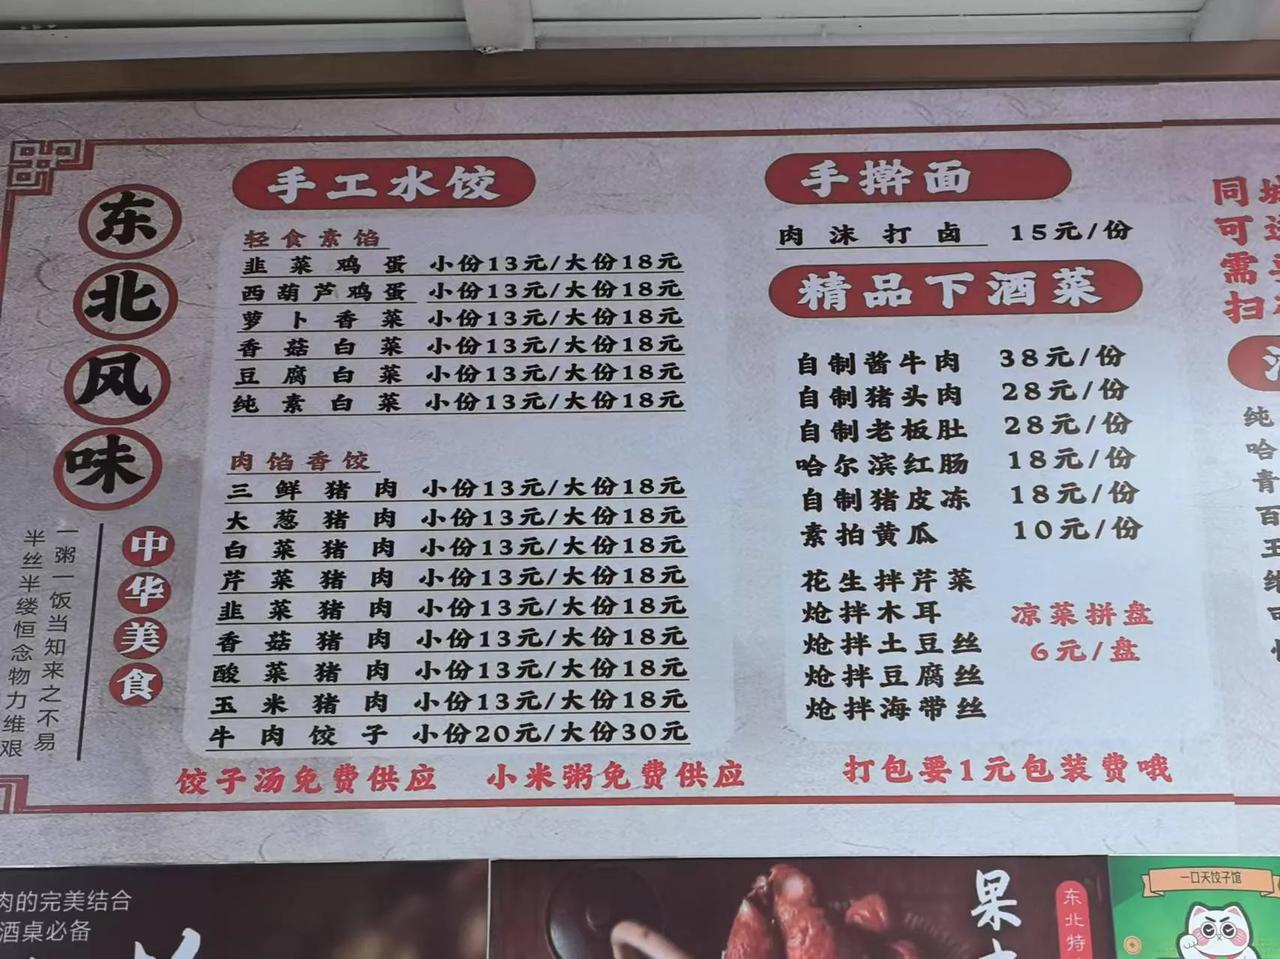 东北风味
中华美食
一粥一饭当知来之不易
半丝半缕恒念物力维艰
手工水饺
轻食素馅
韭菜鸡蛋 小份13元/大份18元
西葫芦鸡蛋 小份13元/大份18元
萝卜香菜 小份13元/大份18元
香菇白菜 小份13元/大份18元
豆腐白菜 小份13元/大份18元
纯素白菜 小份13元/大份18元
肉馅香饺
三鲜猪肉 小份13元/大份18元
大葱猪肉 小份13元/大份18元
白菜猪肉 小份13元/大份18元
芹菜猪肉 小份13元/大份18元
韭菜猪肉 小份13元/大份18元
香菇猪肉 小份13元/大份18元
酸菜猪肉 小份13元/大份18元
玉米猪肉 小份13元/大份18元
牛肉饺子 小份20元/大份30元
饺子汤免费供应 小米粥免费供应
手擀面
肉沫打卤 15元/份
精品下酒菜
自制酱牛肉 38元/份
自制猪头肉 28元/份
自制老板肚 28元/份
哈尔滨红肠 18元/份
自制猪皮冻 18元/份
素拍黄瓜 10元/份
花生拌芹菜
炝拌木耳
炝拌土豆丝
炝拌豆腐丝
炝拌海带丝
凉菜拼盘
6元/盘
打包要1元包装费哦
同城
可
需
扫
纯
哈
青
百
玉
肉的完美结合
酒桌必备
果
东北特
一口天饺子馆